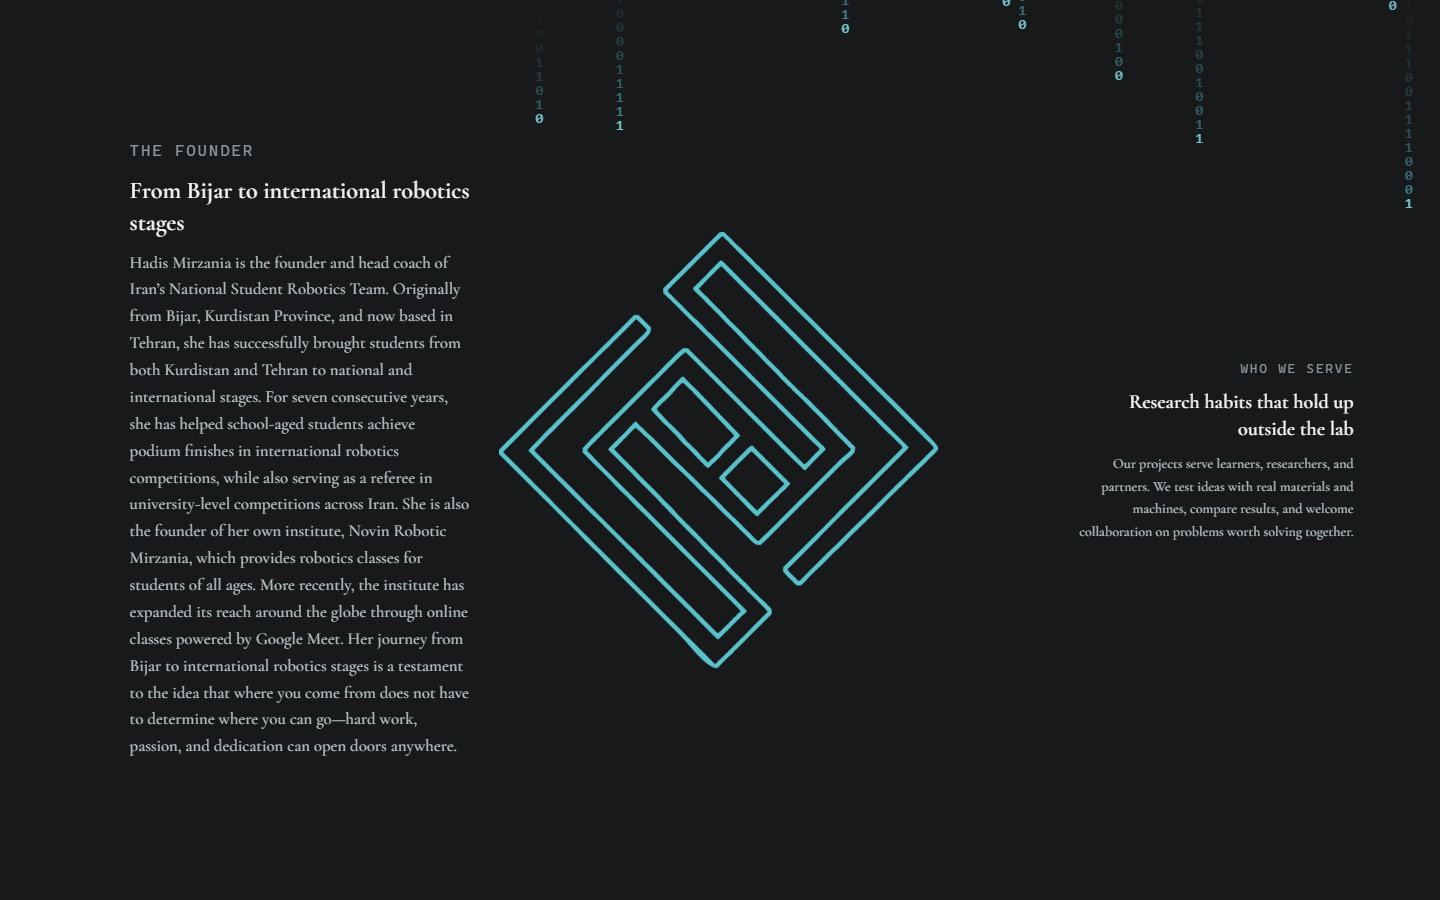 THE FOUNDER
From Bijar to international robotics
stages
Hadis Mirzania is the founder and head coach of
Iran’s National Student Robotics Team. Originally
from Bijar, Kurdistan Province, and now based in
Tehran, she has successfully brought students from
both Kurdistan and Tehran to national and
international stages. For seven consecutive years,
she has helped school-aged students achieve
podium finishes in international robotics
competitions, while also serving as a referee in
university-level competitions across Iran. She is also
the founder of her own institute, Novin Robotic
Mirzania, which provides robotics classes for
students of all ages. More recently, the institute has
expanded its reach around the globe through online
classes powered by Google Meet. Her journey from
Bijar to international robotics stages is a testament
to the idea that where you come from does not have
to determine where you can go—hard work,
passion, and dedication can open doors anywhere.
WHO WE SERVE
Research habits that hold up
outside the lab
Our projects serve learners, researchers, and
partners. We test ideas with real materials and
machines, compare results, and welcome
collaboration on problems worth solving together.